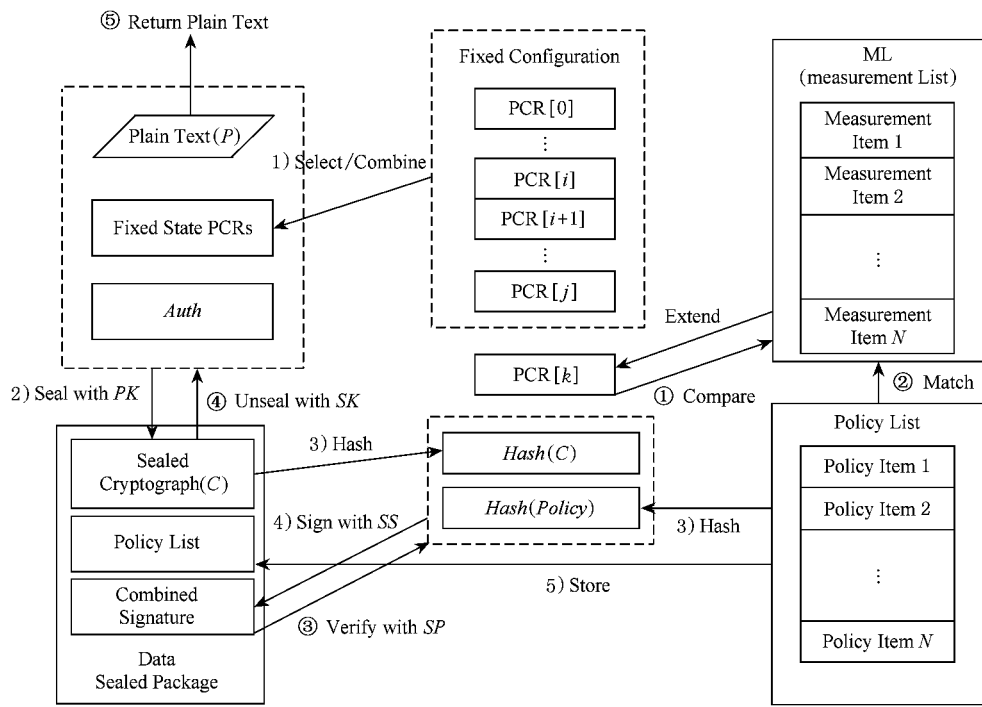 ⑤ Return Plain Text
Plain Text(P)
Fixed State PCRs
Auth
1) Select/Combine
Fixed Configuration
PCR[0]
⋮
PCR[i]
PCR[i+1]
⋮
PCR[j]
PCR[k]
ML
(measurement List)
Measurement
Item 1
Measurement
Item 2
⋮
Measurement
Item N
Extend
① Compare
② Match
2) Seal with PK
④ Unseal with SK
Sealed
Cryptograph(C)
Policy List
Combined
Signature
Data
Sealed Package
3) Hash
Hash(C)
Hash(Policy)
4) Sign with SS
③ Verify with SP
3) Hash
5) Store
Policy List
Policy Item 1
Policy Item 2
⋮
Policy Item N